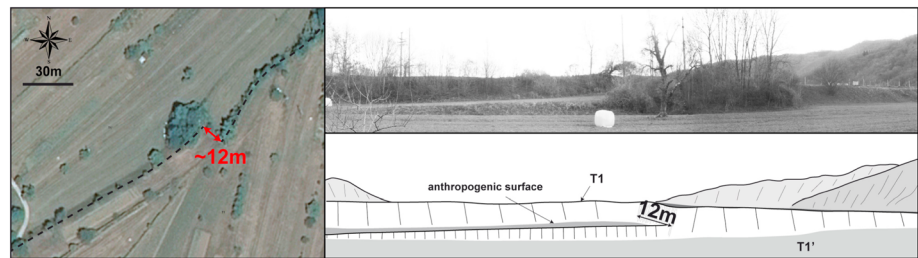 N
E
S
30m
~12m
T1
anthropogenic surface
12m
T1'